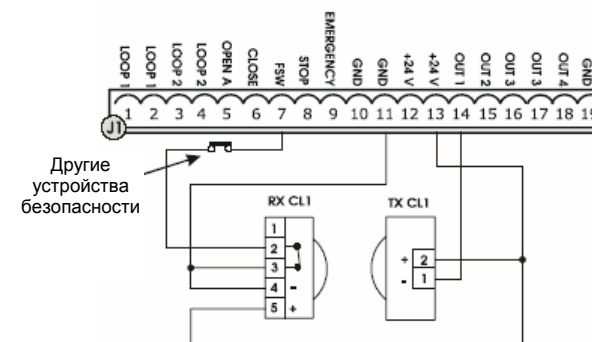 LOOP 1 LOOP 1 LOOP 2 LOOP 2 OPEN A CLOSE FSW STOP EMERGENCY GND GND +24 V +24 V OUT 1 OUT 2 OUT 3 OUT 3 OUT 4 GND
1 2 3 4 5 6 7 8 9 10 11 12 13 14 15 16 17 18 19
J1
Другие
устройства
безопасности
RX CL1 TX CL1
1
2
3
4 -
5 +
+ 2
- 1